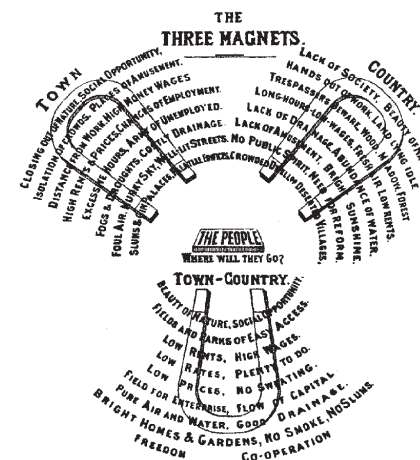 THE
THREE MAGNETS.
TOWN
CLOSING OUT OF NATURE. SOCIAL OPPORTUNITY.
ISOLATION OF CROWDS. PLACES OF AMUSEMENT.
DISTANCE FROM WORK. HIGH MONEY WAGES
HIGH RENTS & PRICES. CHANCES OF EMPLOYMENT.
EXCESSIVE HOURS. ARMY OF UNEMPLOYED.
FOGS & DROUGHTS. COSTLY DRAINAGE.
FOUL AIR. MURKY SKY. STREETS.
SLUMS & GIN PALACES.
COUNTRY.
LACK OF SOCIETY. BEAUTY OF
HANDS OUT OF WORK. LAND LYING IDLE
TRESPASSERS BEWARE. WOOD, MEADOW, FOREST
LONG HOURS-LOW WAGES. FRESH AIR. LOW RENTS.
LACK OF DRAINAGE. ABUNDANCE OF WATER.
LACK OF AMUSEMENT. BRIGHT SUNSHINE.
NO PUBLIC SPIRIT. NEED FOR REFORM.
CROWDED DWELLINGS. DESERTED VILLAGES,
THE PEOPLE
WHERE WILL THEY GO?
TOWN-COUNTRY.
BEAUTY OF NATURE, SOCIAL OPPORTUNITY.
FIELDS AND PARKS OF EASY ACCESS.
LOW RENTS, HIGH WAGES.
LOW RATES, PLENTY TO DO.
LOW PRICES, NO SWEATING.
FIELD FOR ENTERPRISE, FLOW OF CAPITAL
PURE AIR AND WATER, GOOD DRAINAGE.
BRIGHT HOMES & GARDENS, NO SMOKE, NO SLUMS.
FREEDOM CO-OPERATION